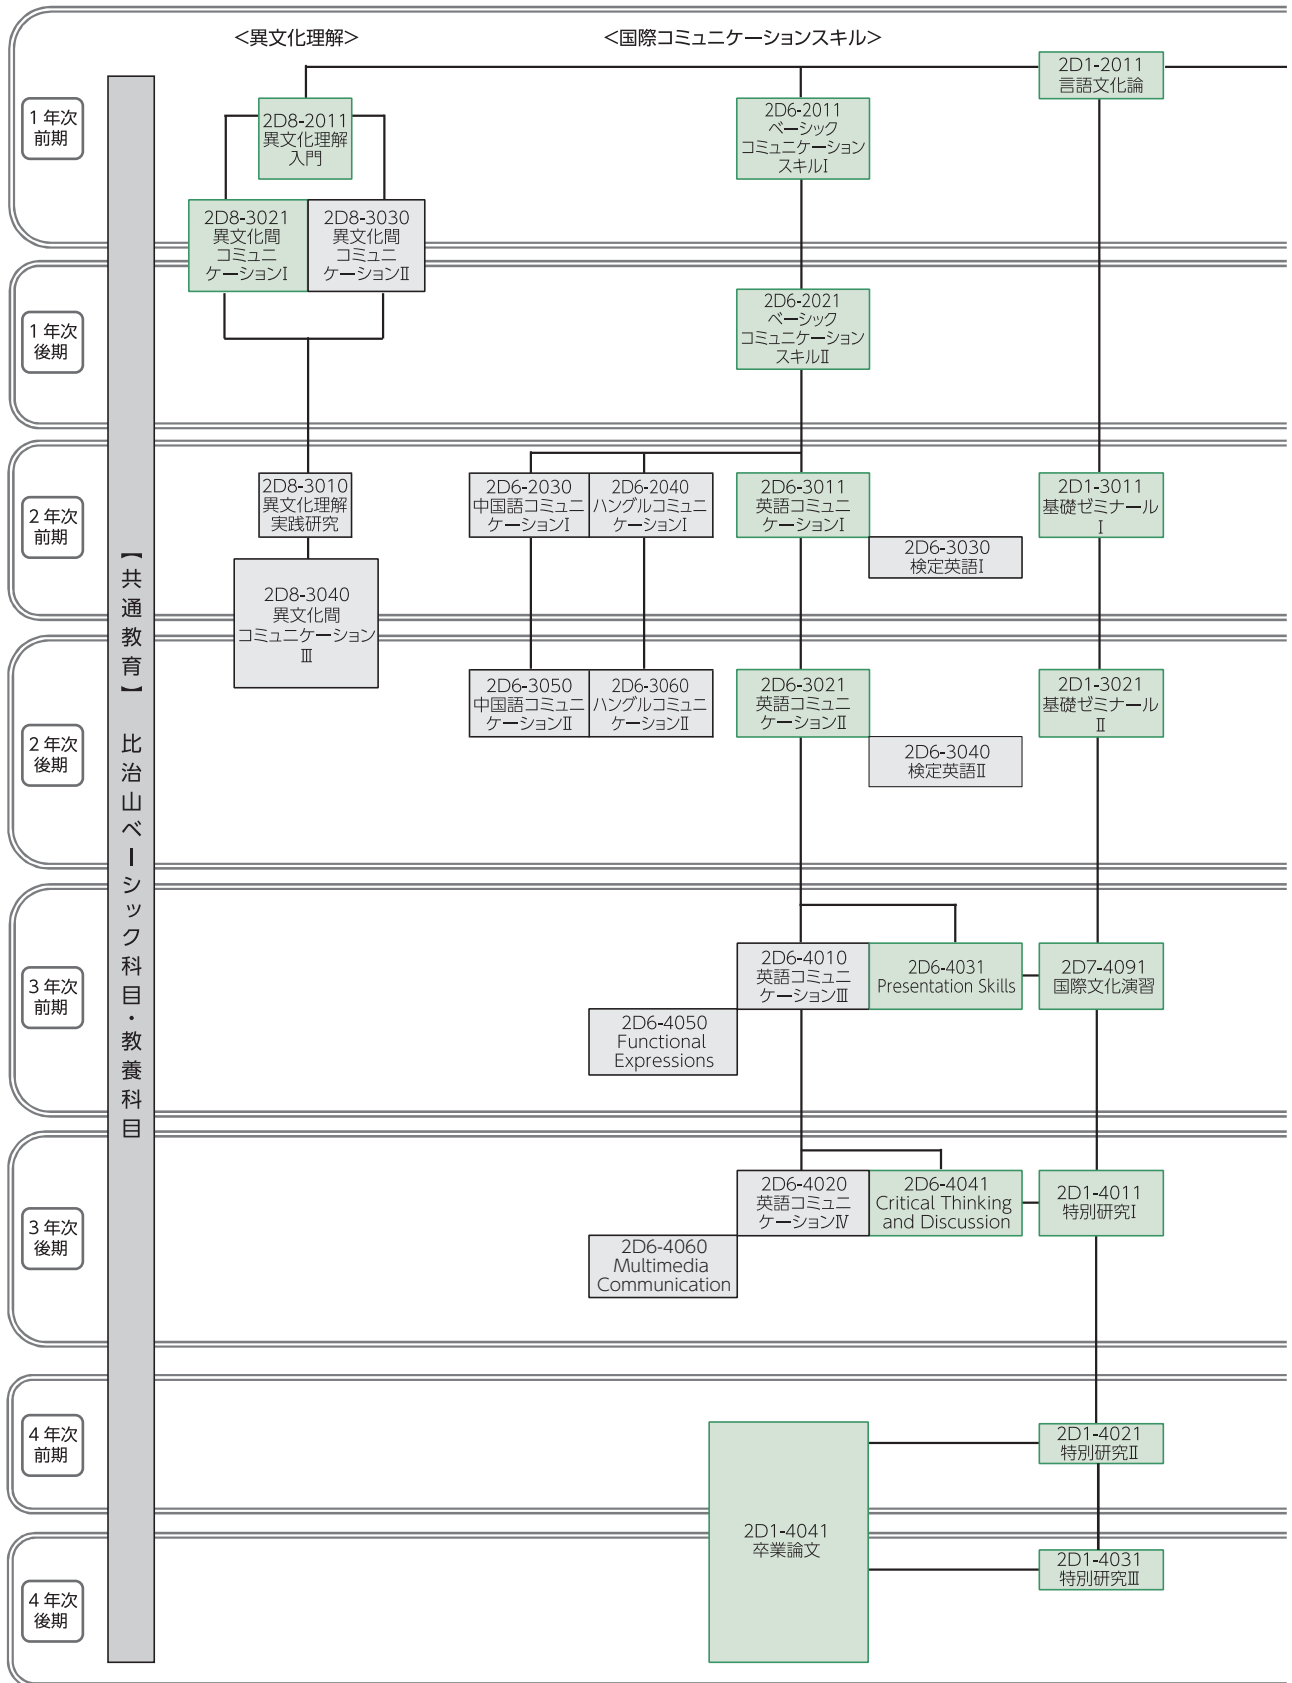 ＜異文化理解＞
＜国際コミュニケーションスキル＞
【共通教育】 比治山ベーシック科目・教養科目
1年次
前期
2D1-2011
言語文化論
2D8-2011
異文化理解
入門
2D6-2011
ベーシック
コミュニケーション
スキルⅠ
2D8-3021
異文化間
コミュニ
ケーションⅠ
2D8-3030
異文化間
コミュニ
ケーションⅡ
1年次
後期
2D6-2021
ベーシック
コミュニケーション
スキルⅡ
2年次
前期
2D8-3010
異文化理解
実践研究
2D6-2030
中国語コミュニ
ケーションⅠ
2D6-2040
ハングルコミュニ
ケーションⅠ
2D6-3011
英語コミュニ
ケーションⅠ
2D6-3030
検定英語Ⅰ
2D1-3011
基礎ゼミナール
Ⅰ
2D8-3040
異文化間
コミュニケーション
Ⅲ
2年次
後期
2D6-3050
中国語コミュニ
ケーションⅡ
2D6-3060
ハングルコミュニ
ケーションⅡ
2D6-3021
英語コミュニ
ケーションⅡ
2D6-3040
検定英語Ⅱ
2D1-3021
基礎ゼミナール
Ⅱ
3年次
前期
2D6-4010
英語コミュニ
ケーションⅢ
2D6-4031
Presentation Skills
2D7-4091
国際文化演習
2D6-4050
Functional
Expressions
3年次
後期
2D6-4020
英語コミュニ
ケーションⅣ
2D6-4041
Critical Thinking
and Discussion
2D1-4011
特別研究Ⅰ
2D6-4060
Multimedia
Communication
4年次
前期
2D1-4021
特別研究Ⅱ
2D1-4041
卒業論文
4年次
後期
2D1-4031
特別研究Ⅲ